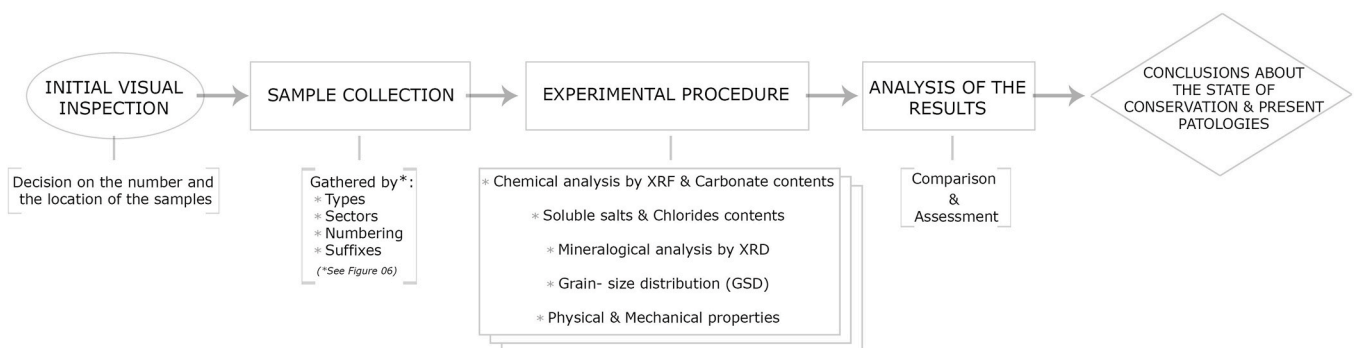 INITIAL VISUAL
INSPECTION
SAMPLE COLLECTION
EXPERIMENTAL PROCEDURE
ANALYSIS OF THE
RESULTS
CONCLUSIONS ABOUT
THE STATE OF
CONSERVATION & PRESENT
PATOLOGIES
Decision on the number and
the location of the samples
Gathered by*:
* Types
* Sectors
* Numbering
* Suffixes
(*See Figure 06)
* Chemical analysis by XRF & Carbonate contents
* Soluble salts & Chlorides contents
* Mineralogical analysis by XRD
* Grain- size distribution (GSD)
* Physical & Mechanical properties
Comparison
&
Assessment